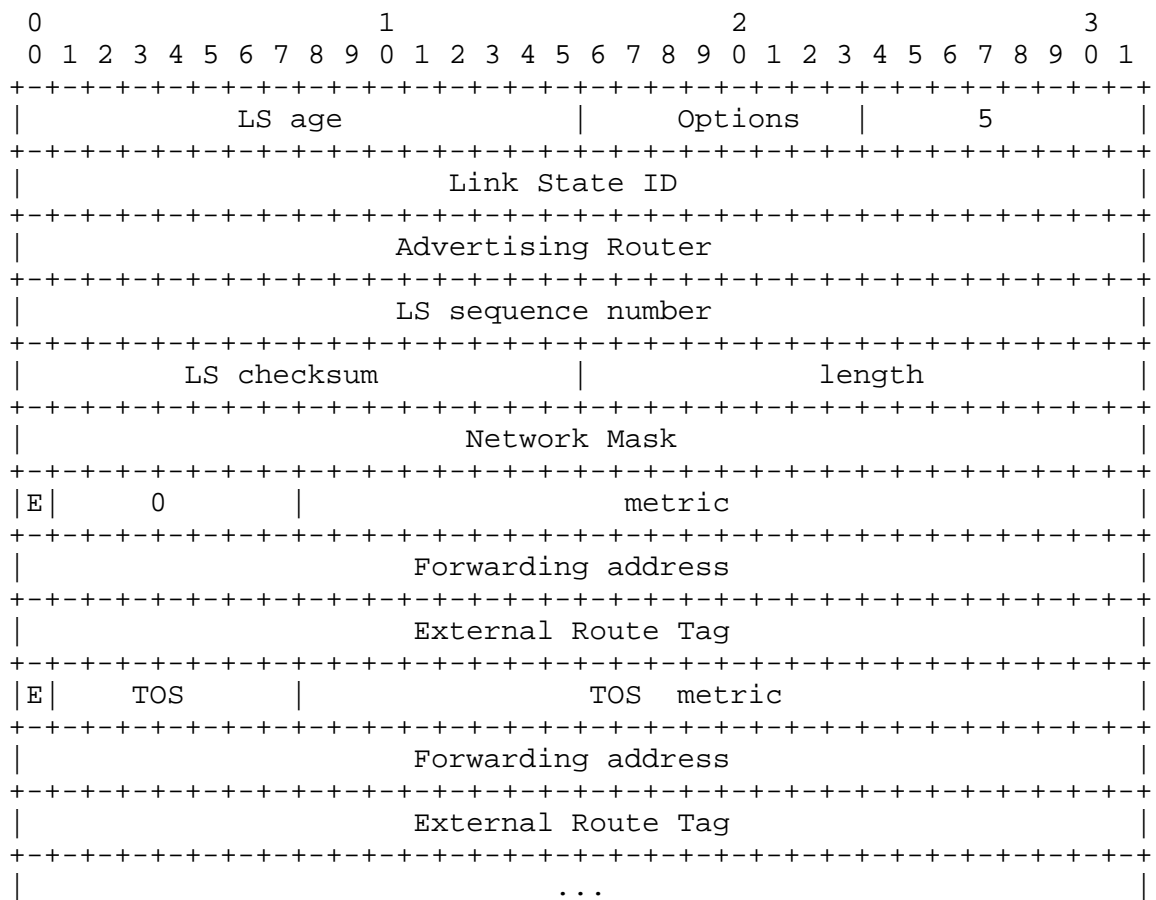 0                   1                   2                   3
 0 1 2 3 4 5 6 7 8 9 0 1 2 3 4 5 6 7 8 9 0 1 2 3 4 5 6 7 8 9 0 1
+-+-+-+-+-+-+-+-+-+-+-+-+-+-+-+-+-+-+-+-+-+-+-+-+-+-+-+-+-+-+-+-+
|            LS age             |     Options   |      5        |
+-+-+-+-+-+-+-+-+-+-+-+-+-+-+-+-+-+-+-+-+-+-+-+-+-+-+-+-+-+-+-+-+
|                        Link State ID                          |
+-+-+-+-+-+-+-+-+-+-+-+-+-+-+-+-+-+-+-+-+-+-+-+-+-+-+-+-+-+-+-+-+
|                     Advertising Router                        |
+-+-+-+-+-+-+-+-+-+-+-+-+-+-+-+-+-+-+-+-+-+-+-+-+-+-+-+-+-+-+-+-+
|                     LS sequence number                        |
+-+-+-+-+-+-+-+-+-+-+-+-+-+-+-+-+-+-+-+-+-+-+-+-+-+-+-+-+-+-+-+-+
|         LS checksum           |             length            |
+-+-+-+-+-+-+-+-+-+-+-+-+-+-+-+-+-+-+-+-+-+-+-+-+-+-+-+-+-+-+-+-+
|                         Network Mask                          |
+-+-+-+-+-+-+-+-+-+-+-+-+-+-+-+-+-+-+-+-+-+-+-+-+-+-+-+-+-+-+-+-+
|E|     0       |                  metric                       |
+-+-+-+-+-+-+-+-+-+-+-+-+-+-+-+-+-+-+-+-+-+-+-+-+-+-+-+-+-+-+-+-+
|                      Forwarding address                       |
+-+-+-+-+-+-+-+-+-+-+-+-+-+-+-+-+-+-+-+-+-+-+-+-+-+-+-+-+-+-+-+-+
|                      External Route Tag                       |
+-+-+-+-+-+-+-+-+-+-+-+-+-+-+-+-+-+-+-+-+-+-+-+-+-+-+-+-+-+-+-+-+
|E|    TOS      |                TOS  metric                    |
+-+-+-+-+-+-+-+-+-+-+-+-+-+-+-+-+-+-+-+-+-+-+-+-+-+-+-+-+-+-+-+-+
|                      Forwarding address                       |
+-+-+-+-+-+-+-+-+-+-+-+-+-+-+-+-+-+-+-+-+-+-+-+-+-+-+-+-+-+-+-+-+
|                      External Route Tag                       |
+-+-+-+-+-+-+-+-+-+-+-+-+-+-+-+-+-+-+-+-+-+-+-+-+-+-+-+-+-+-+-+-+
|                              ...                              |